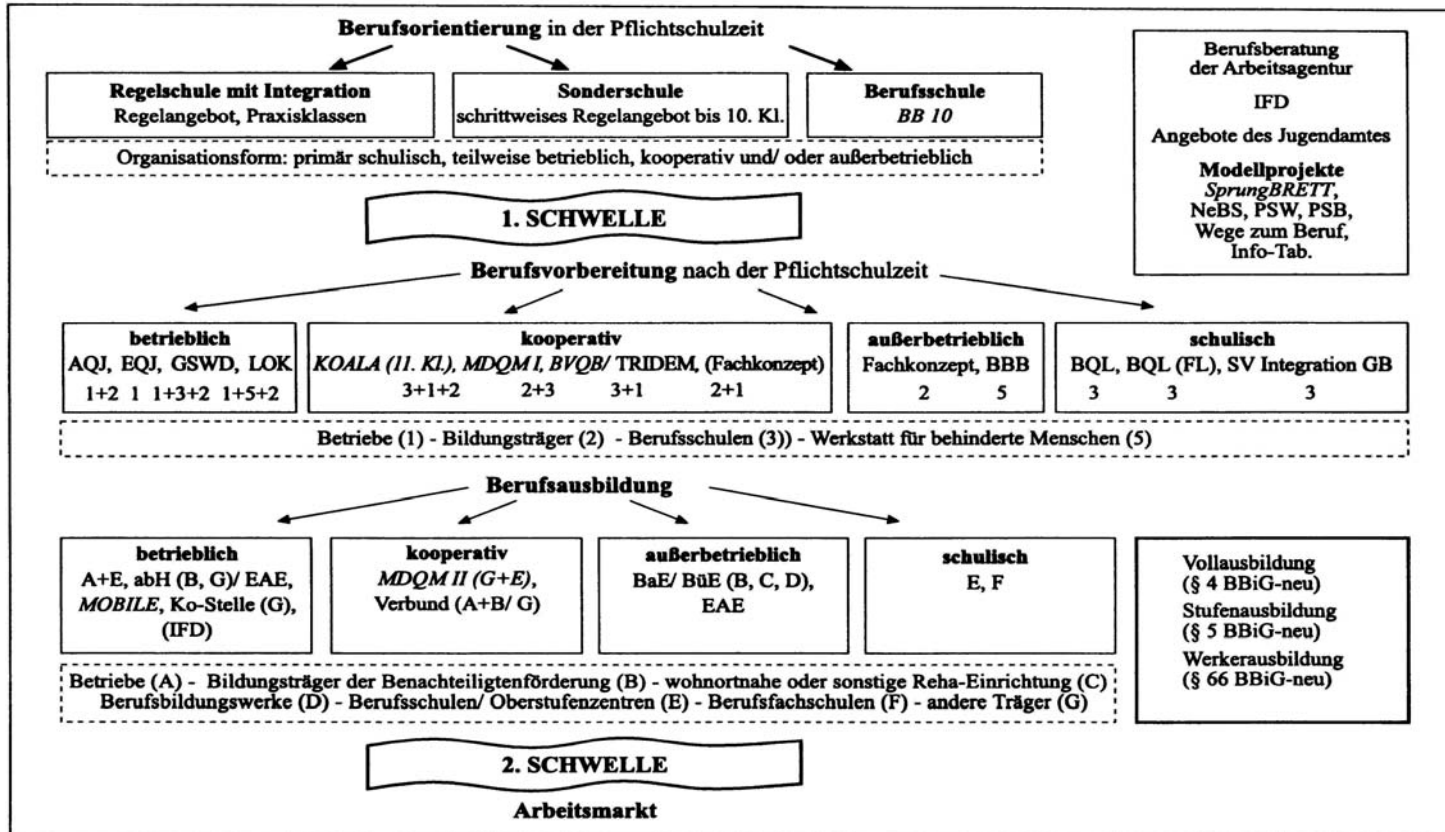 Berufsorientierung in der Pflichtschulzeit
Regelschule mit Integration
Regelangebot, Praxisklassen
Sonderschule
schrittweises Regelangebot bis 10. Kl.
Berufsschule
BB 10
Organisationsform: primär schulisch, teilweise betrieblich, kooperativ und/ oder außerbetrieblich
Berufsberatung
der Arbeitsagentur
IFD
Angebote des Jugendamtes
Modellprojekte
SprungBRETT,
NeBS, PSW, PSB,
Wege zum Beruf,
Info-Tab.
1. SCHWELLE
Berufsvorbereitung nach der Pflichtschulzeit
betrieblich
AQJ, EQJ, GSWD, LOK
1+2 1 1+3+2 1+5+2
kooperativ
KOALA (11. Kl.), MDQM I, BVQB/ TRIDEM, (Fachkonzept)
3+1+2 2+3 3+1 2+1
außerbetrieblich
Fachkonzept, BBB
2 5
schulisch
BQL, BQL (FL), SV Integration GB
3 3 3
Betriebe (1) - Bildungsträger (2) - Berufsschulen (3)) - Werkstatt für behinderte Menschen (5)
Berufsausbildung
betrieblich
A+E, abH (B, G)/ EAE,
MOBILE, Ko-Stelle (G),
(IFD)
kooperativ
MDQM II (G+E),
Verbund (A+B/ G)
außerbetrieblich
BaE/ BüE (B, C, D),
EAE
schulisch
E, F
Vollausbildung
(§ 4 BBiG-neu)
Stufenausbildung
(§ 5 BBiG-neu)
Werkerausbildung
(§ 66 BBiG-neu)
Betriebe (A) - Bildungsträger der Benachteiligtenförderung (B) - wohnortnahe oder sonstige Reha-Einrichtung (C)
Berufsbildungswerke (D) - Berufsschulen/ Oberstufenzentren (E) - Berufsfachschulen (F) - andere Träger (G)
2. SCHWELLE
Arbeitsmarkt